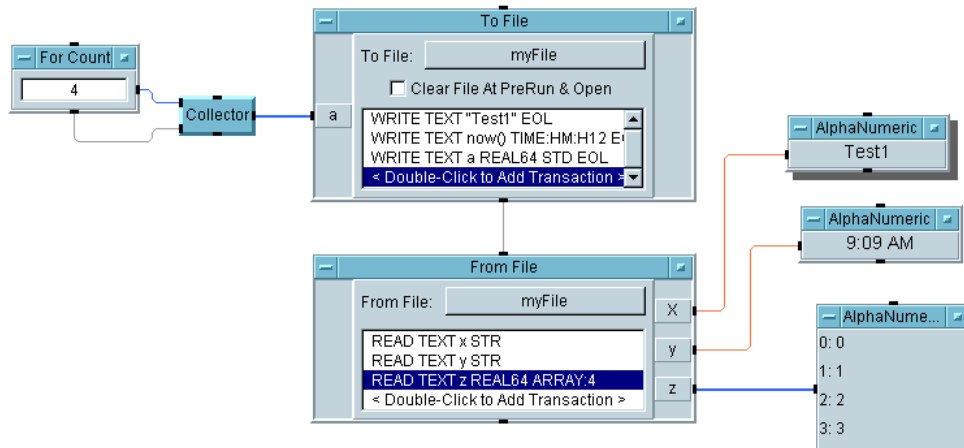 To File
To File:
myFile
Clear File At PreRun & Open
a
WRITE TEXT "Test1" EOL
WRITE TEXT now() TIME:HM:H12 E
WRITE TEXT a REAL64 STD EOL
< Double-Click to Add Transaction >
For Count
4
Collector
AlphaNumeric
Test1
AlphaNumeric
9:09 AM
From File
From File:
myFile
READ TEXT x STR
READ TEXT y STR
READ TEXT z REAL64 ARRAY:4
< Double-Click to Add Transaction >
X
y
z
AlphaNume...
0: 0
1: 1
2: 2
3: 3